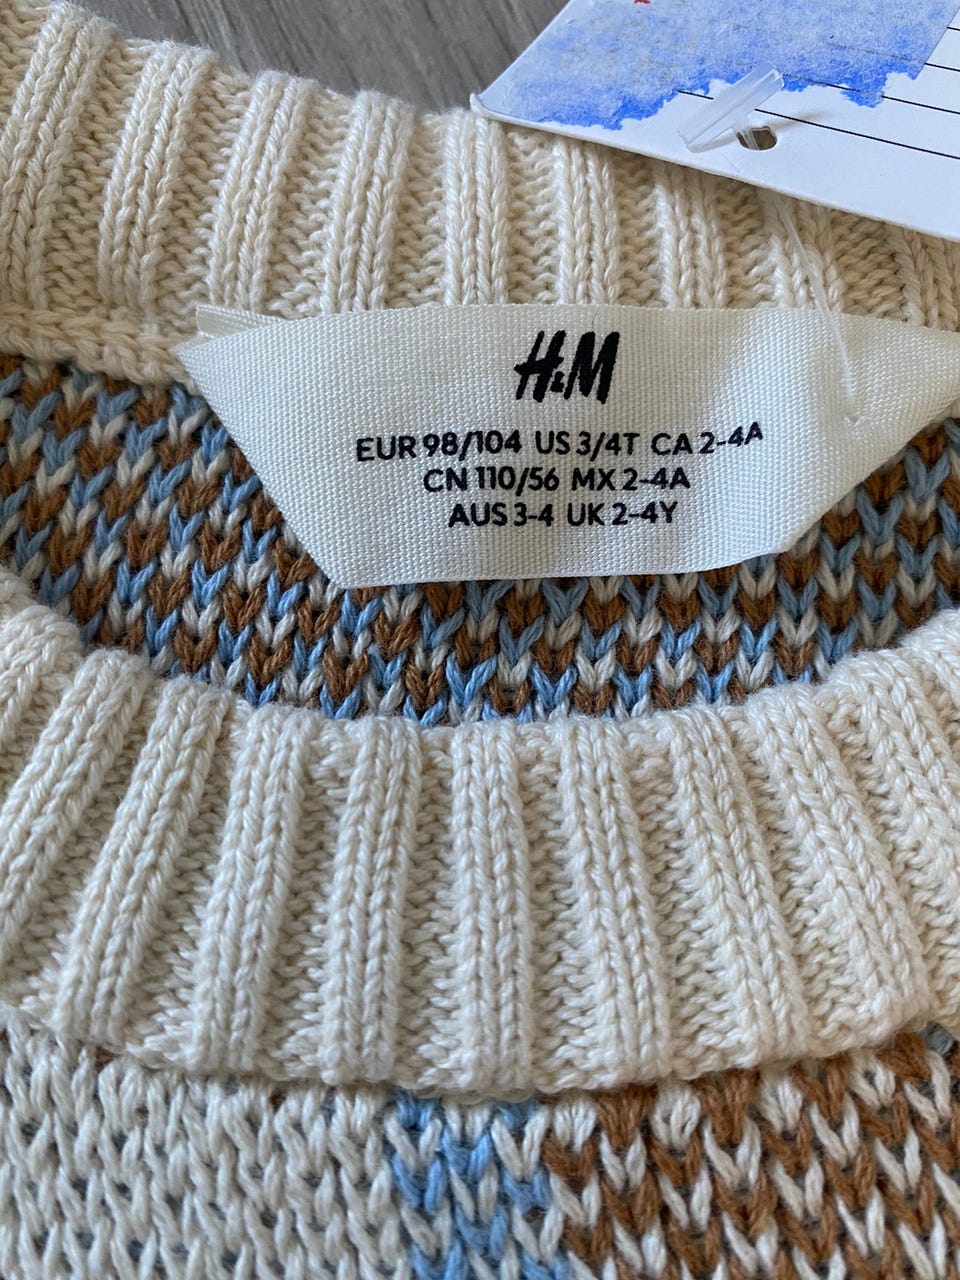 H&M
EUR 98/104 US 3/4T CA 2-4A
CN 110/56 MX 2-4A
AUS 3-4 UK 2-4Y